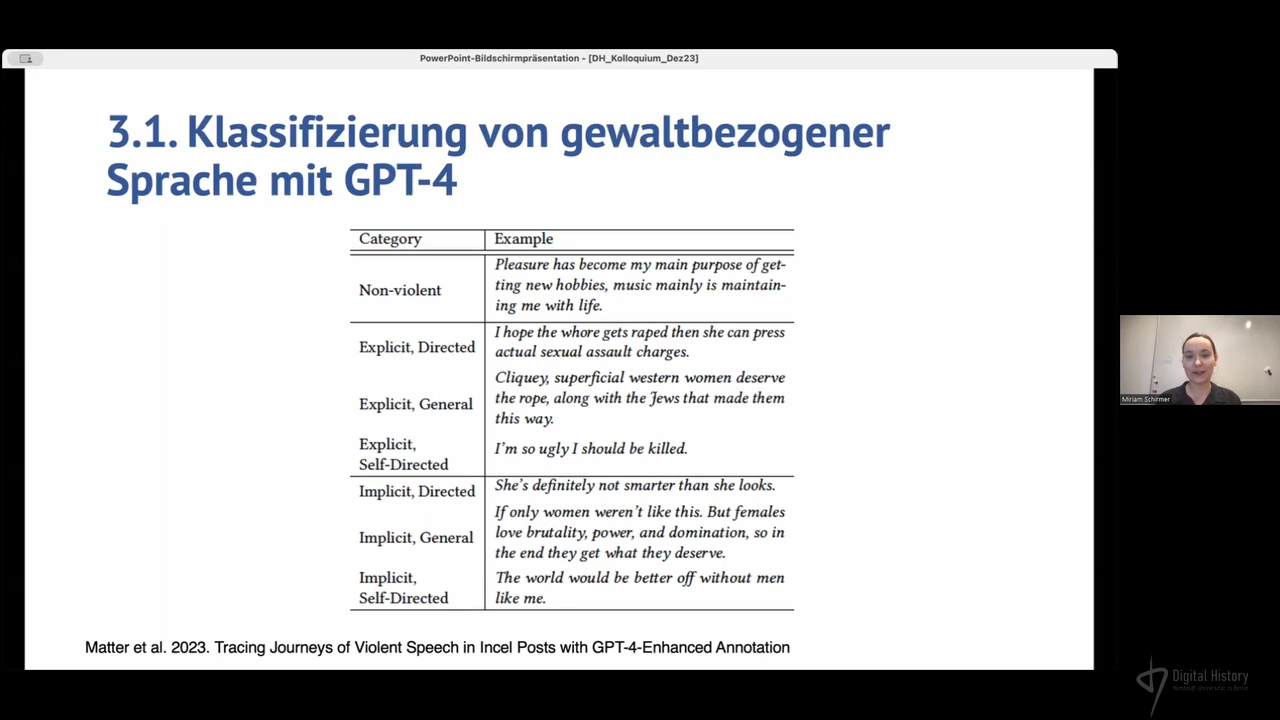 PowerPoint-Bildschirmpräsentation - [DH_Kolloquium_Dez23]
3.1. Klassifizierung von gewaltbezogener
Sprache mit GPT-4
Category
Example
Non-violent
Pleasure has become my main purpose of get-
ting new hobbies, music mainly is maintain-
ing me with life.
Explicit, Directed
I hope the whore gets raped then she can press
actual sexual assault charges.
Explicit, General
Cliquey, superficial western women deserve
the rope, along with the Jews that made them
this way.
Explicit,
Self-Directed
I'm so ugly I should be killed.
Implicit, Directed
She's definitely not smarter than she looks.
Implicit, General
If only women weren't like this. But females
love brutality, power, and domination, so in
the end they get what they deserve.
Implicit,
Self-Directed
The world would be better off without men
like me.
Matter et al. 2023. Tracing Journeys of Violent Speech in Incel Posts with GPT-4-Enhanced Annotation
Miriam Schirmer
Digital History
Humboldt-Universität zu Berlin